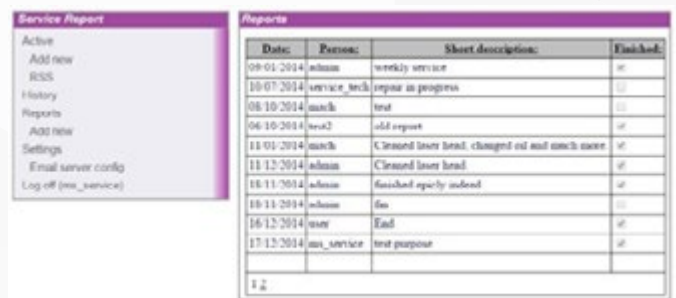 Service Report
Active
Add new
RSS
History
Reports
Add new
Settings
Email server config
Log off (ms_service)
Reports
Date: Person: Short description: Finished:
09/01/2014 admin weekly service
10/07/2014 service_tech repair in progress
08/10/2014 mach test
06/10/2014 test2 old report
11/01/2014 mach Cleaned laser head, changed oil and much more
11/12/2014 admin Cleaned laser head.
18/11/2014 admin finished indeed
18/11/2014 admin
16/12/2014 user End
17/12/2014 ms_service test purpose
1 2